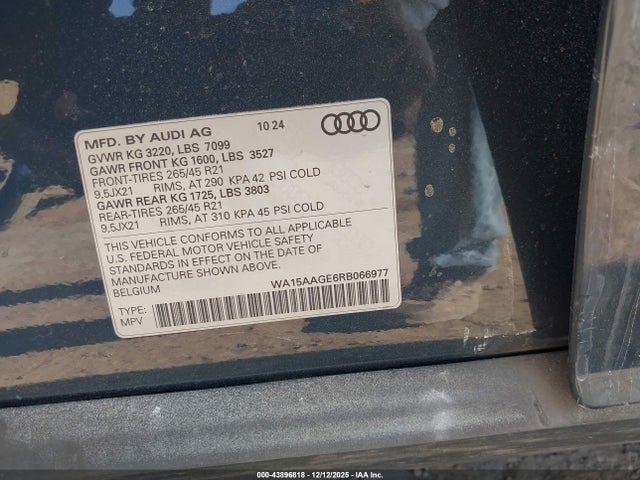 MFD. BY AUDI AG 10 24
GVWR KG 3220, LBS 7099
GAWR FRONT KG 1600, LBS 3527
FRONT-TIRES 265/45 R21
9,5JX21 RIMS, AT 290 KPA 42 PSI COLD
GAWR REAR KG 1725, LBS 3803
REAR-TIRES 265/45 R21
9,5JX21 RIMS, AT 310 KPA 45 PSI COLD
THIS VEHICLE CONFORMS TO ALL APPLICABLE
U.S. FEDERAL MOTOR VEHICLE SAFETY
STANDARDS IN EFFECT ON THE DATE OF
MANUFACTURE SHOWN ABOVE.
BELGIUM WA15AAGE6RB066977
TYPE:
MPV
000-43896818 - 12/12/2025 - IAA Inc.